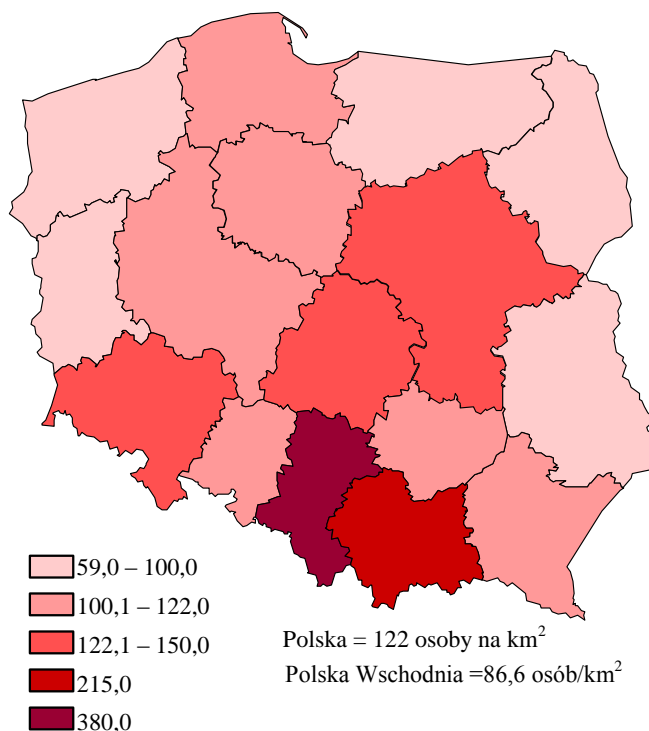 59,0 – 100,0
100,1 – 122,0
122,1 – 150,0
215,0
380,0
Polska = 122 osoby na km²
Polska Wschodnia =86,6 osób/km²